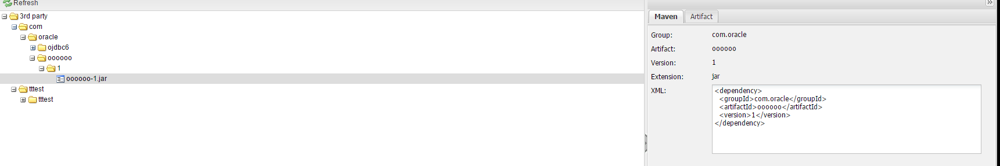 Refresh
3rd party
com
oracle
ojdbc6
oooooo
1
oooooo-1.jar
tttest
tttest
Maven
Artifact
Group: com.oracle
Artifact: oooooo
Version: 1
Extension: jar
XML: <dependency>
<groupId>com.oracle</groupId>
<artifactId>oooooo</artifactId>
<version>1</version>
</dependency>